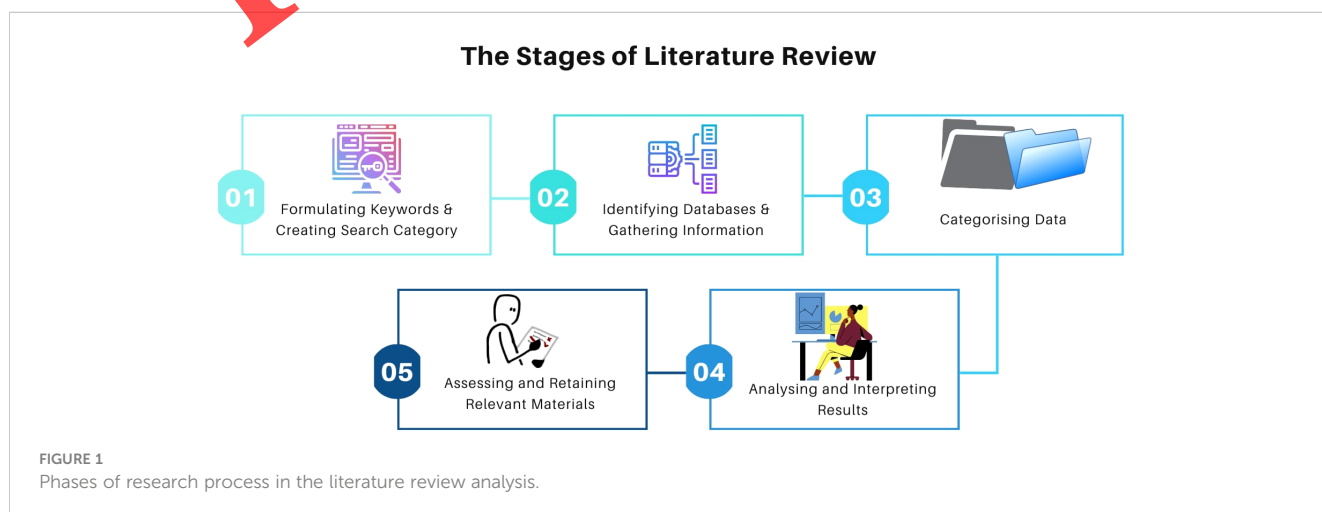 The Stages of Literature Review
01
Formulating Keywords &
Creating Search Category
02
Identifying Databases &
Gathering Information
03
Categorising Data
04
Analysing and Interpreting
Results
05
Assessing and Retaining
Relevant Materials
FIGURE 1
Phases of research process in the literature review analysis.